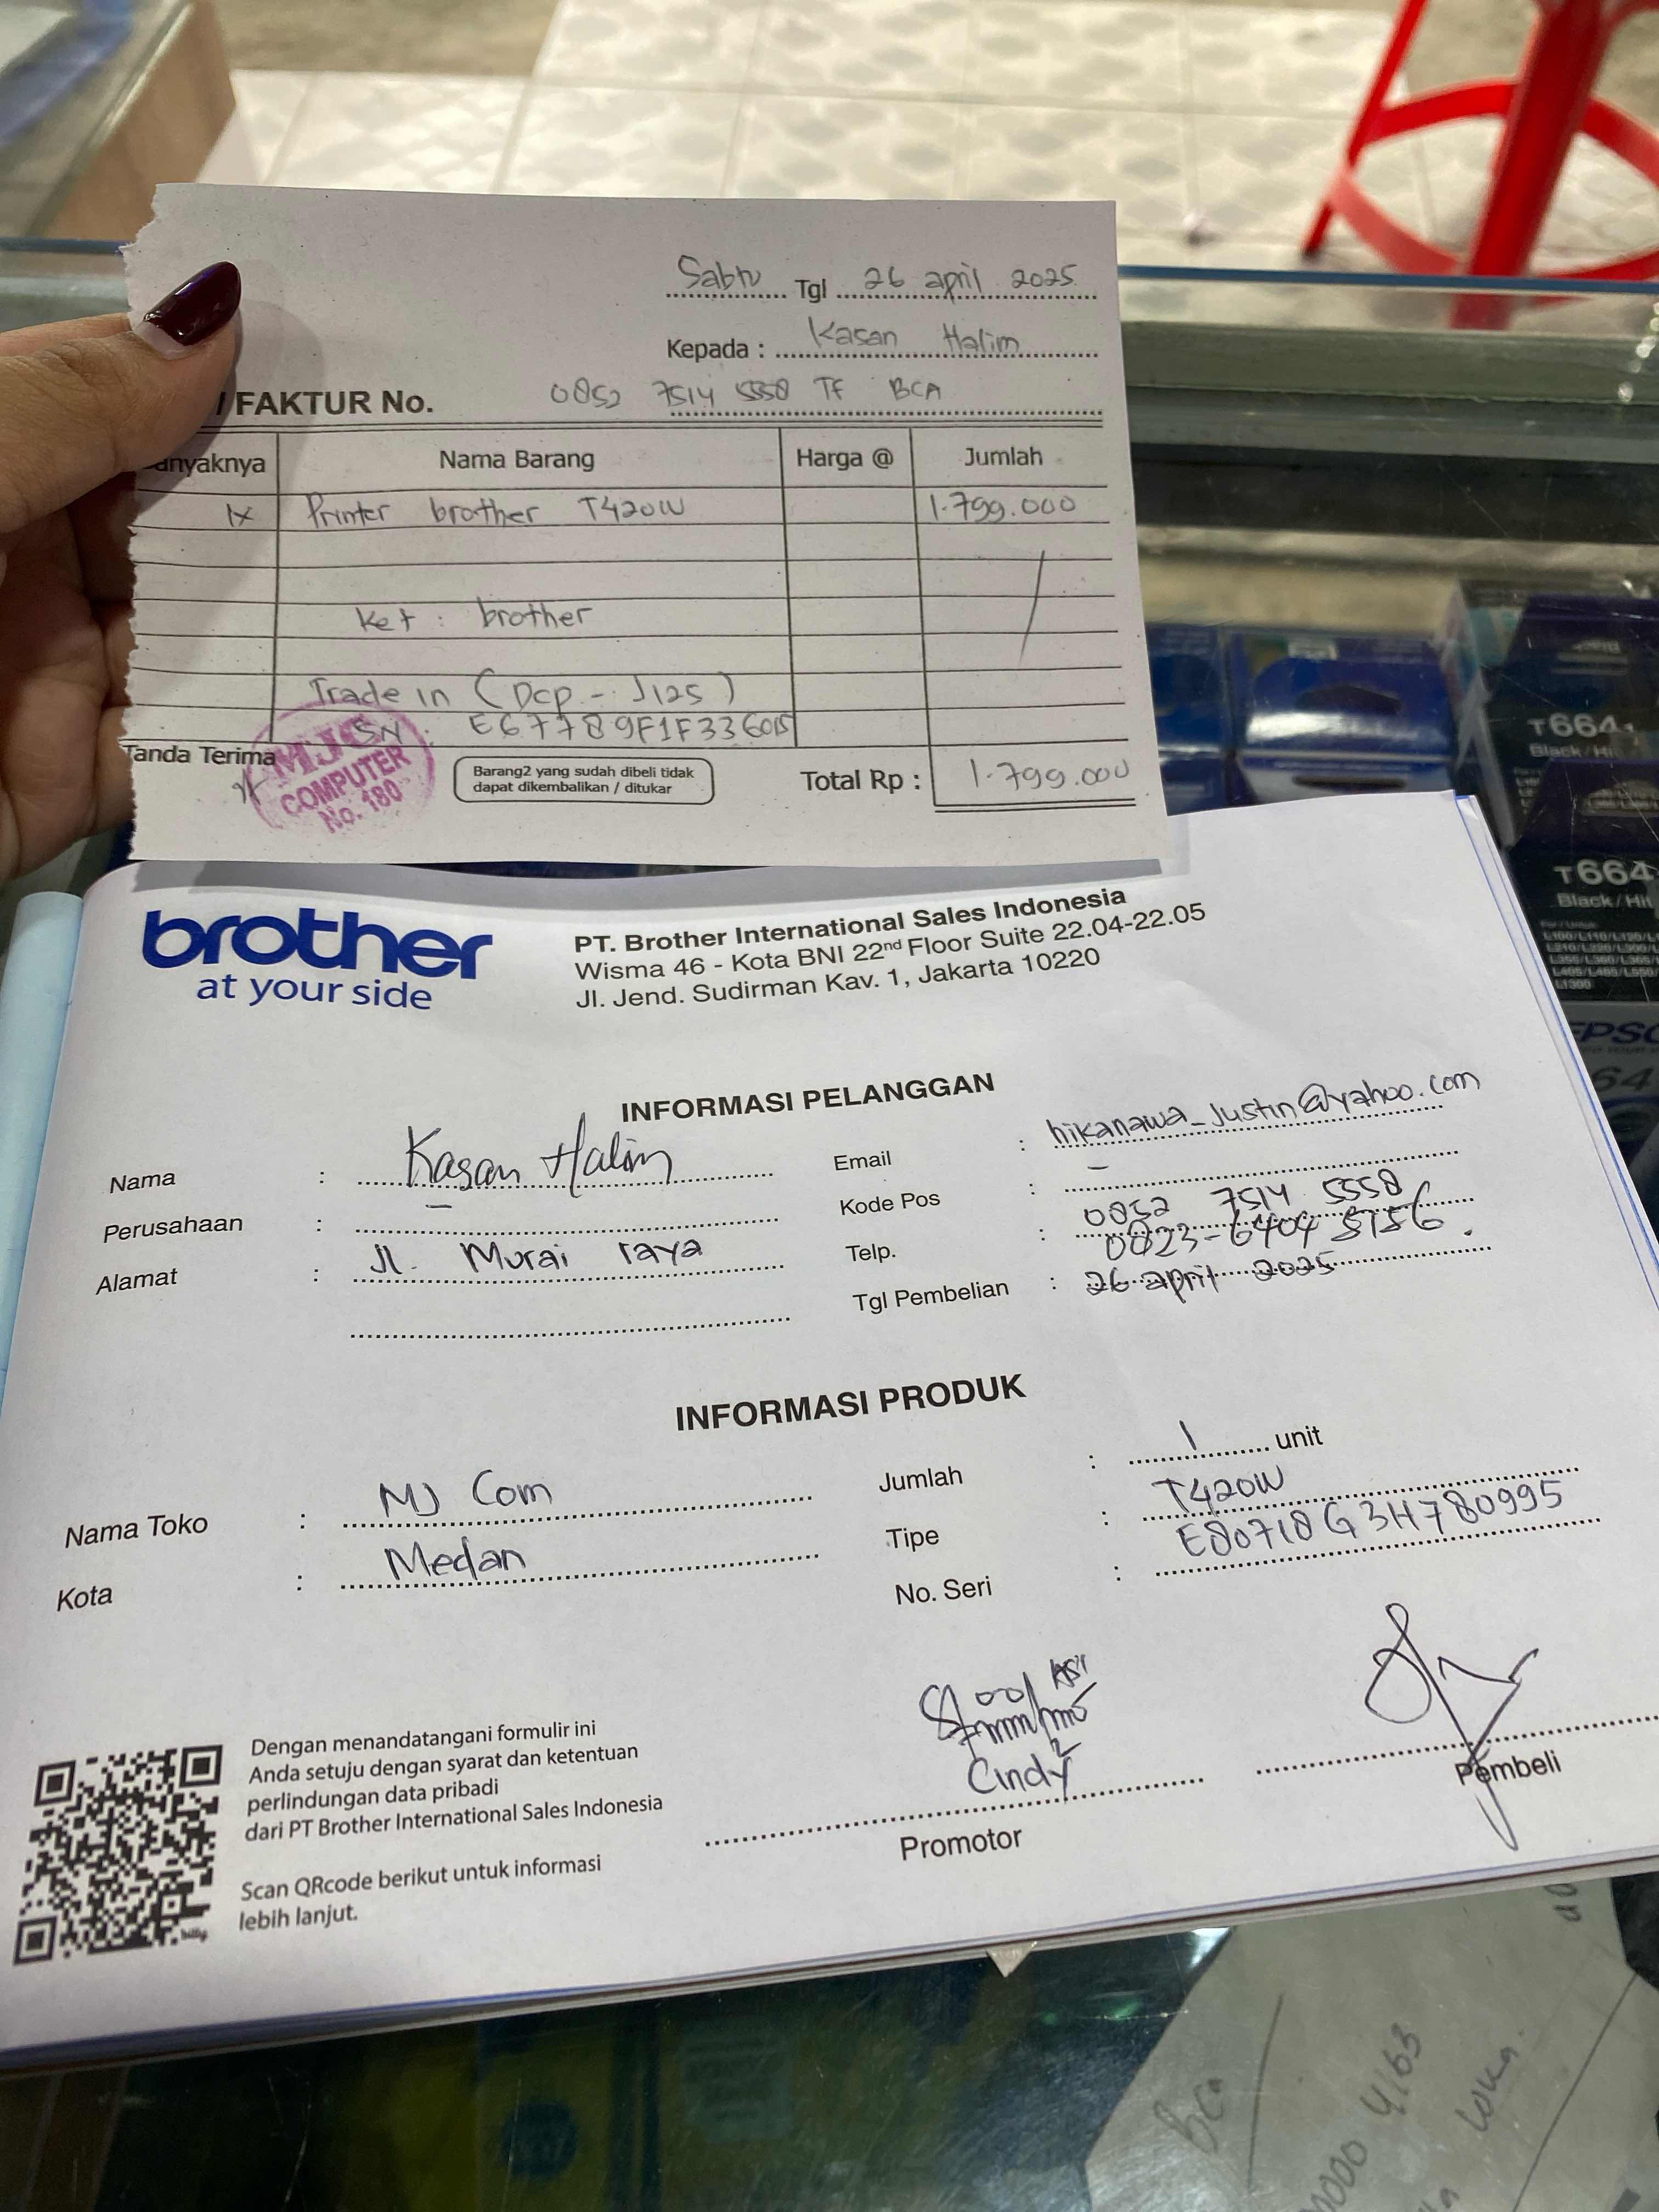 Sabtu Tgl 26 april 2025
Kepada : Kasan Halim
FAKTUR No. 0852 7514 5558 TF BCA
anyaknya Nama Barang Harga @ Jumlah
1x Printer brother T420W 1.799.000
Ket : brother
Trade in (Dcp - J125)
SN : E67789F1F336015
Tanda Terima
MJC COMPUTER No. 180
Barang2 yang sudah dibeli tidak
dapat dikembalikan / ditukar
Total Rp : 1.799.000
brother
at your side
PT. Brother International Sales Indonesia
Wisma 46 - Kota BNI 22nd Floor Suite 22.04-22.05
Jl. Jend. Sudirman Kav. 1, Jakarta 10220
INFORMASI PELANGGAN
Nama : Kasan Halim
Perusahaan : -
Alamat : Jl. Murai raya
Email : hikanawa_justin@yahoo.com
Kode Pos : -
Telp. : 0852 7514 5558
0823-6404 5156.
Tgl Pembelian : 26 april 2025
INFORMASI PRODUK
Nama Toko : MJ Com
Kota : Medan
Jumlah : 1 unit
Tipe : T420W
No. Seri : E80718G3H780995
Dengan menandatangani formulir ini
Anda setuju dengan syarat dan ketentuan
perlindungan data pribadi
dari PT Brother International Sales Indonesia
Scan QRcode berikut untuk informasi
lebih lanjut.
Cindy
Promotor
Pembeli
T664
Black/Hi
T664
Black/Hit
L1300
EPSO
BCA
0000 4163